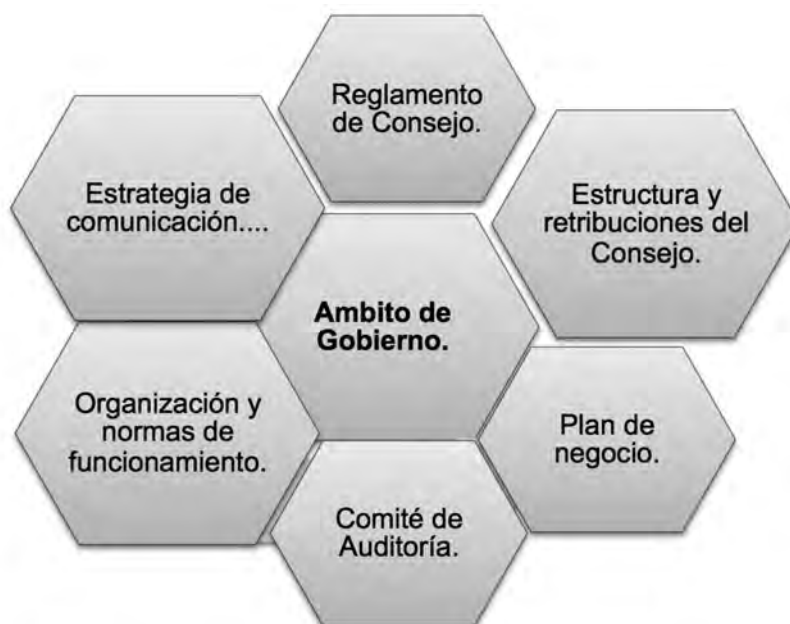 Reglamento
de Consejo.
Estrategia de
comunicación....
Estructura y
retribuciones del
Consejo.
Ambito de
Gobierno.
Organización y
normas de
funcionamiento.
Plan de
negocio.
Comité de
Auditoría.